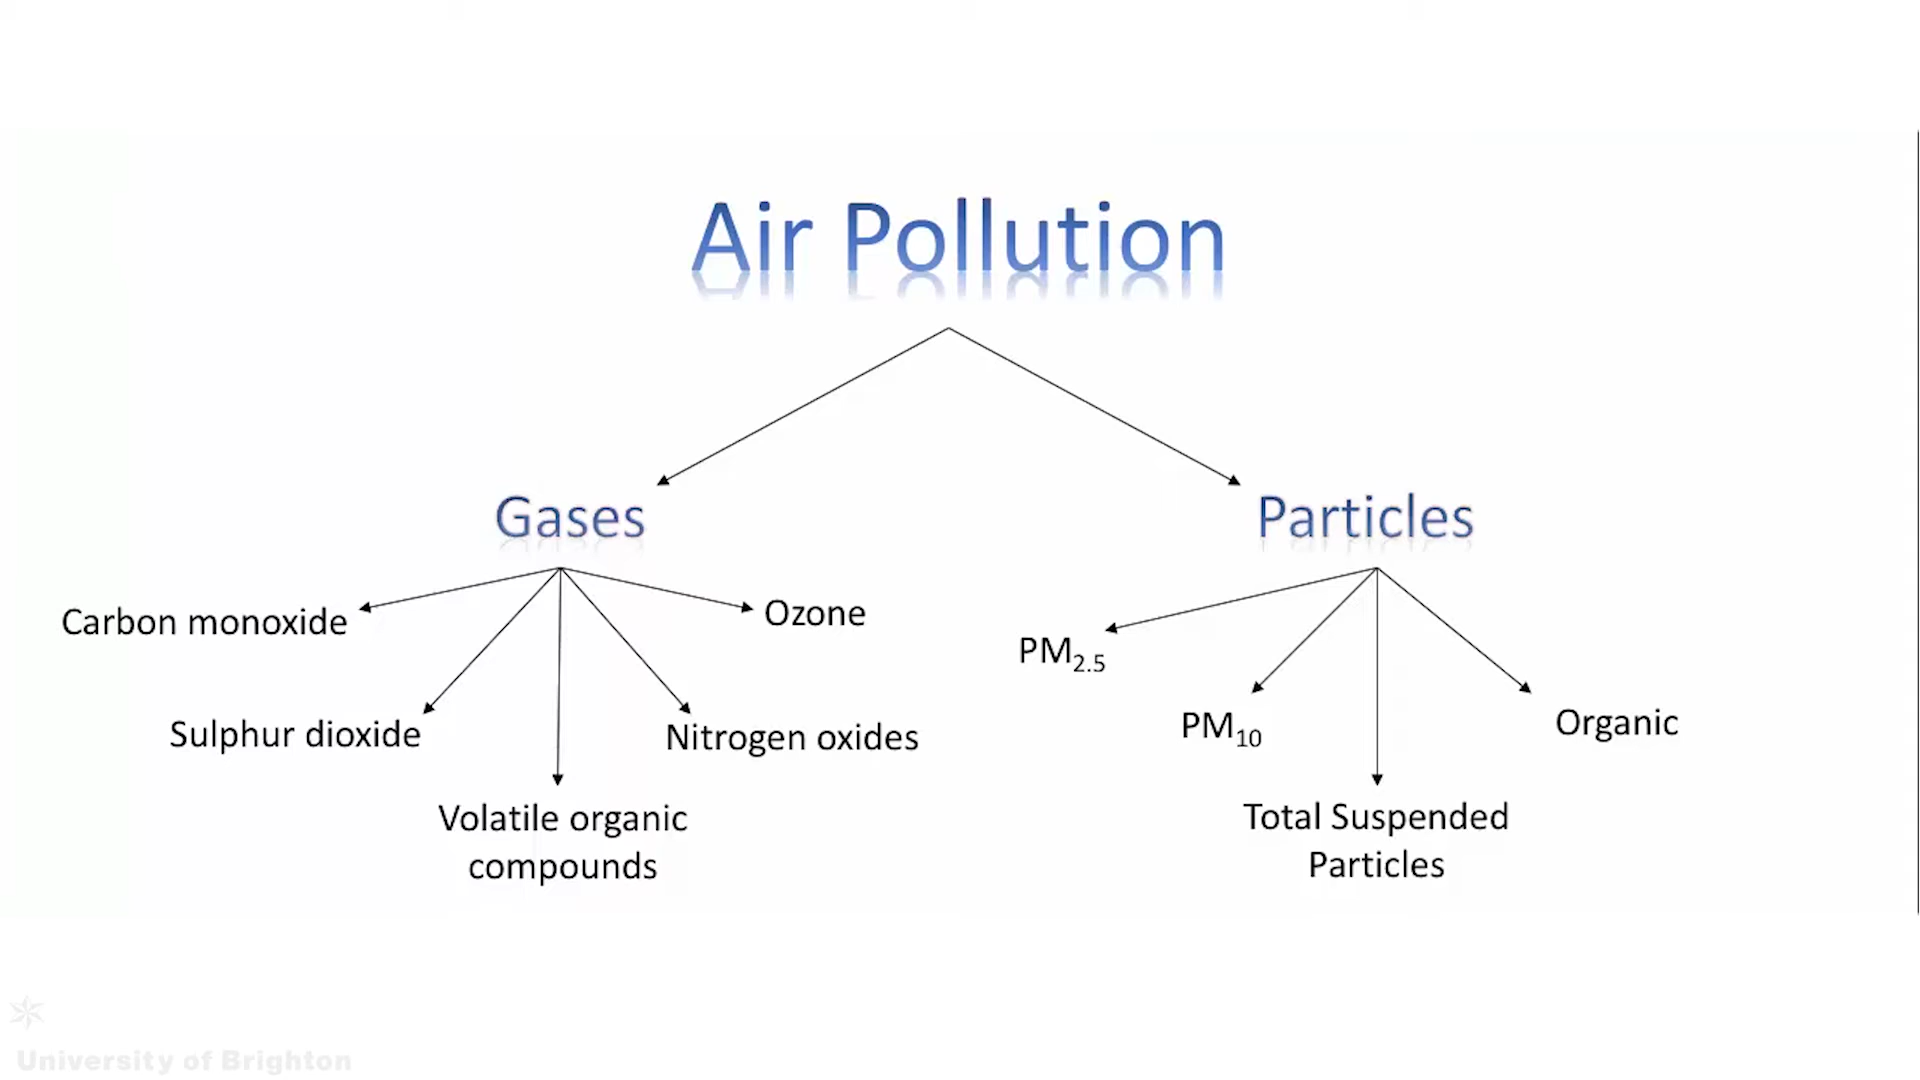 Air Pollution
Gases
Particles
Carbon monoxide
Ozone
PM2.5
Sulphur dioxide
Nitrogen oxides
PM10
Organic
Volatile organic
compounds
Total Suspended
Particles
University of Brighton